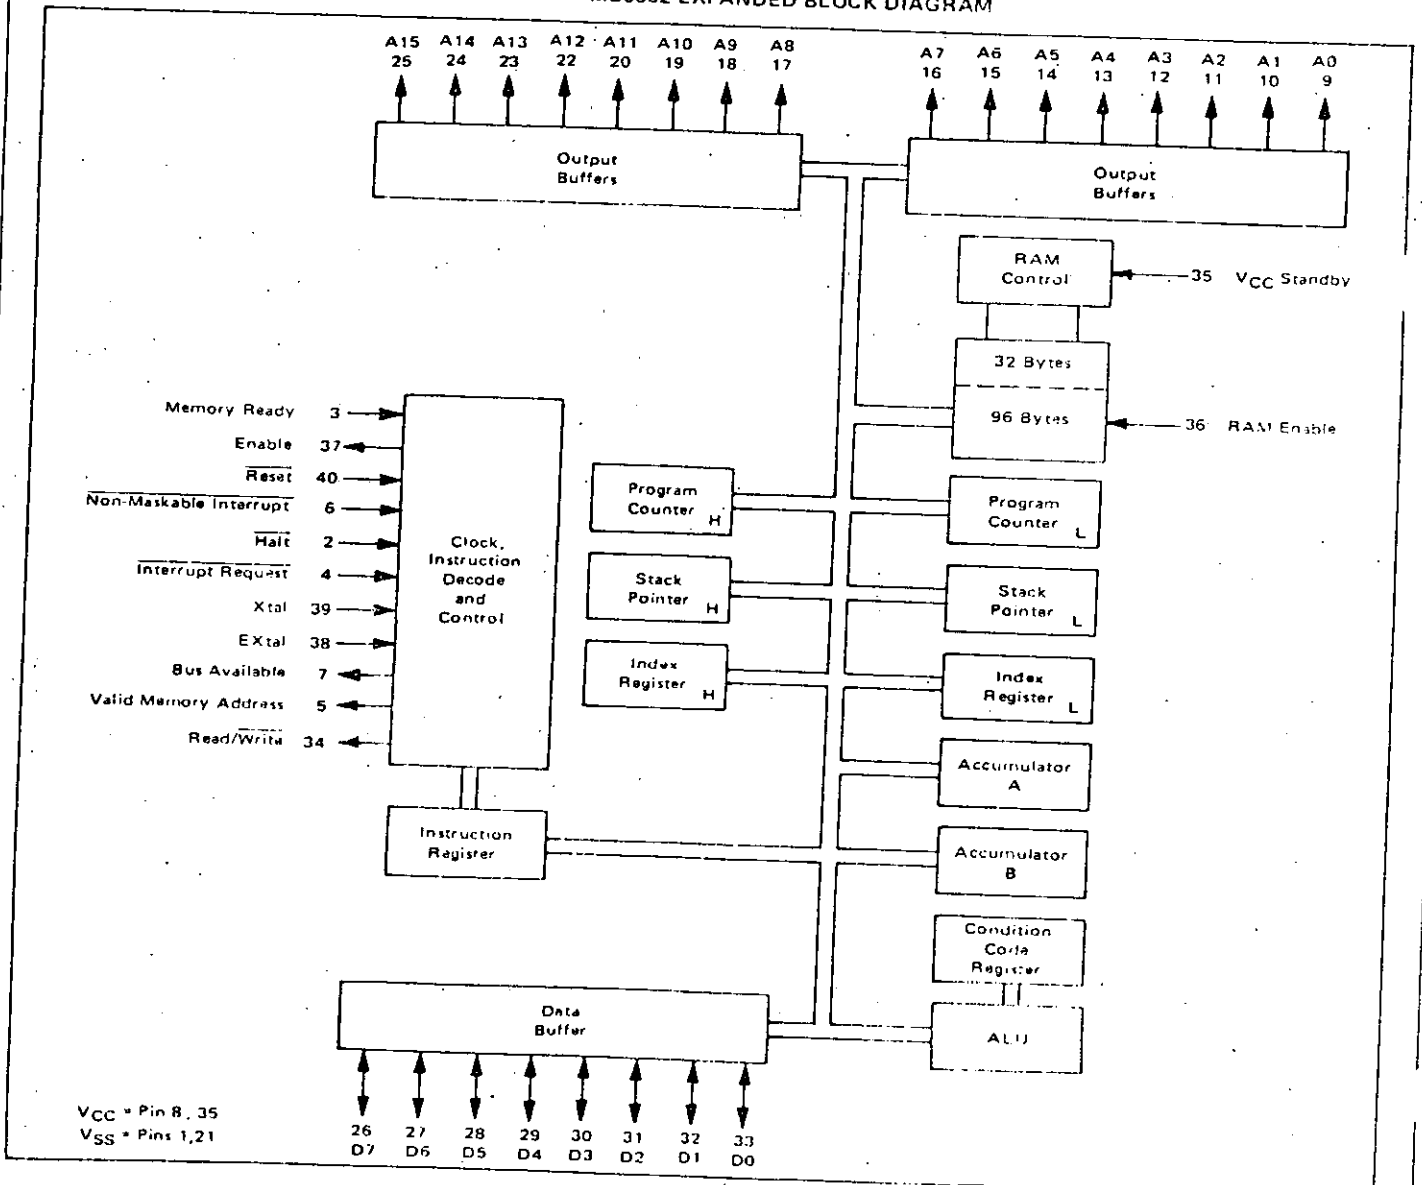 EXPANDED BLOCK DIAGRAM
A15 A14 A13 A12 A11 A10 A9 A8
25 24 23 22 20 19 18 17
A7 A6 A5 A4 A3 A2 A1 A0
16 15 14 13 12 11 10 9
Output
Buffers
Output
Buffers
RAM
Control
35 VCC Standby
32 Bytes
96 Bytes
36 RAM Enable
Memory Ready 3
Enable 37
Reset 40
Non-Maskable Interrupt 6
Halt 2
Interrupt Request 4
Xtal 39
EXtal 38
Bus Available 7
Valid Memory Address 5
Read/Write 34
Clock,
Instruction
Decode
and
Control
Program
Counter H
Program
Counter L
Stack
Pointer H
Stack
Pointer L
Index
Register H
Index
Register L
Accumulator
A
Instruction
Register
Accumulator
B
Condition
Code
Register
ALU
Data
Buffer
26 27 28 29 30 31 32 33
D7 D6 D5 D4 D3 D2 D1 D0
VCC = Pin 8, 35
VSS = Pins 1,21